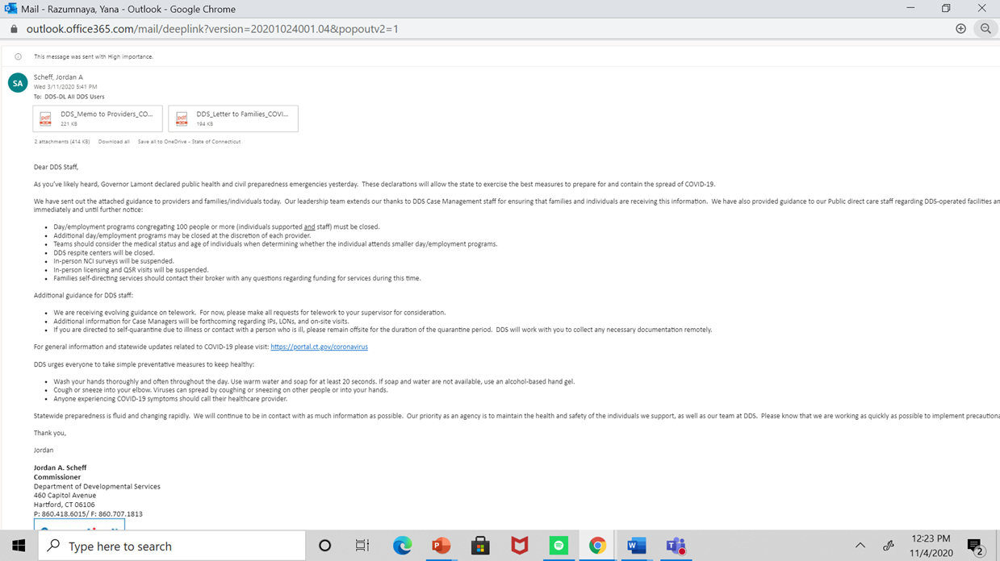 Mail - Razumnaya, Yana - Outlook - Google Chrome
outlook.office365.com/mail/deeplink?version=20201024001.04&popoutv2=1
This message was sent with High importance.
SA
Scheff, Jordan A
Wed 3/11/2020 5:41 PM
To: DDS-DL All DDS Users
DDS_Memo to Providers_CO...
221 KB
DDS_Letter to Families_COVI...
194 KB
2 attachments (414 KB) Download all Save all to OneDrive - State of Connecticut
Dear DDS Staff,
As you've likely heard, Governor Lamont declared public health and civil preparedness emergencies yesterday. These declarations will allow the state to exercise the best measures to prepare for and contain the spread of COVID-19.
We have sent out the attached guidance to providers and families/individuals today. Our leadership team extends our thanks to DDS Case Management staff for ensuring that families and individuals are receiving this information. We have also provided guidance to our Public direct care staff regarding DDS-operated facilities an
immediately and until further notice:
• Day/employment programs congregating 100 people or more (individuals supported and staff) must be closed.
• Additional day/employment programs may be closed at the discretion of each provider.
• Teams should consider the medical status and age of individuals when determining whether the individual attends smaller day/employment programs.
• DDS respite centers will be closed.
• In-person NCI surveys will be suspended.
• In-person licensing and QSR visits will be suspended.
• Families self-directing services should contact their broker with any questions regarding funding for services during this time.
Additional guidance for DDS staff:
• We are receiving evolving guidance on telework. For now, please make all requests for telework to your supervisor for consideration.
• Additional information for Case Managers will be forthcoming regarding IPs, LONs, and on-site visits.
• If you are directed to self-quarantine due to illness or contact with a person who is ill, please remain offsite for the duration of the quarantine period. DDS will work with you to collect any necessary documentation remotely.
For general information and statewide updates related to COVID-19 please visit: https://portal.ct.gov/coronavirus
DDS urges everyone to take simple preventative measures to keep healthy:
• Wash your hands thoroughly and often throughout the day. Use warm water and soap for at least 20 seconds. If soap and water are not available, use an alcohol-based hand gel.
• Cough or sneeze into your elbow. Viruses can spread by coughing or sneezing on other people or into your hands.
• Anyone experiencing COVID-19 symptoms should call their healthcare provider.
Statewide preparedness is fluid and changing rapidly. We will continue to be in contact with as much information as possible. Our priority as an agency is to maintain the health and safety of the individuals we support, as well as our team at DDS. Please know that we are working as quickly as possible to implement precautiona
Thank you,
Jordan
Jordan A. Scheff
Commissioner
Department of Developmental Services
460 Capitol Avenue
Hartford, CT 06106
P: 860.418.6015/ F: 860.707.1813
Type here to search
12:23 PM
11/4/2020
2